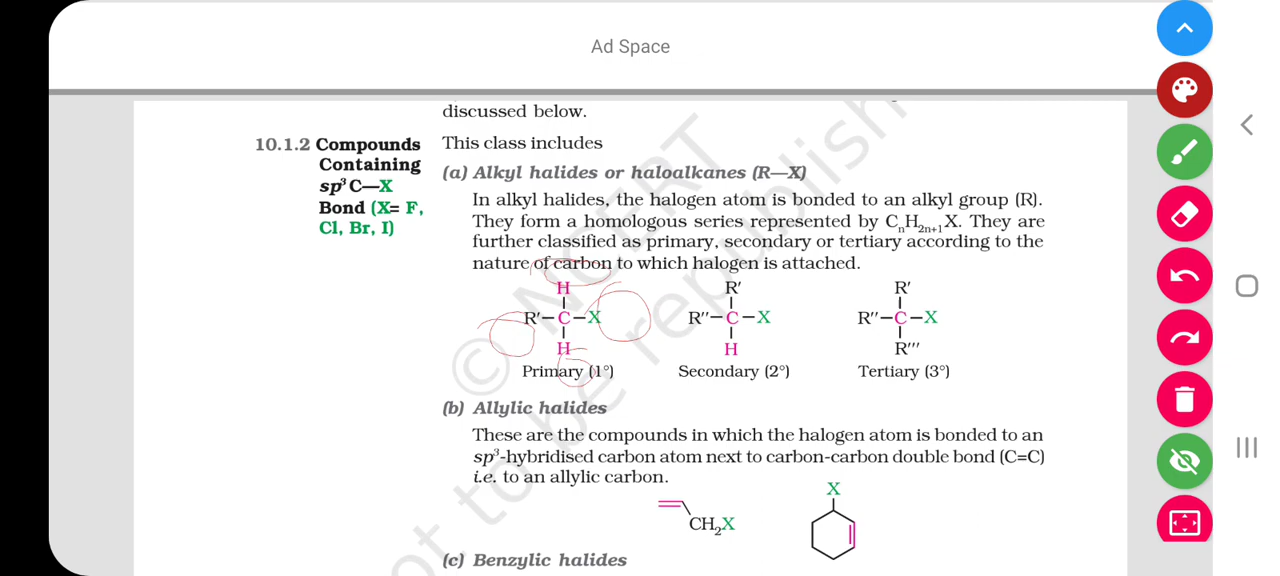 Ad Space
discussed below.
10.1.2 Compounds Containing sp³ C—X Bond (X= F, Cl, Br, I)
This class includes
(a) Alkyl halides or haloalkanes (R—X)
In alkyl halides, the halogen atom is bonded to an alkyl group (R).
They form a homologous series represented by CₙH₂ₙ₊₁X. They are
further classified as primary, secondary or tertiary according to the
nature of carbon to which halogen is attached.
H R′ R′
R′—C—X R″—C—X R″—C—X
H H R‴
Primary (1°) Secondary (2°) Tertiary (3°)
(b) Allylic halides
These are the compounds in which the halogen atom is bonded to an
sp³-hybridised carbon atom next to carbon-carbon double bond (C=C)
i.e. to an allylic carbon.
X
CH₂X
(c) Benzylic halides
© NCERT
not to be republish